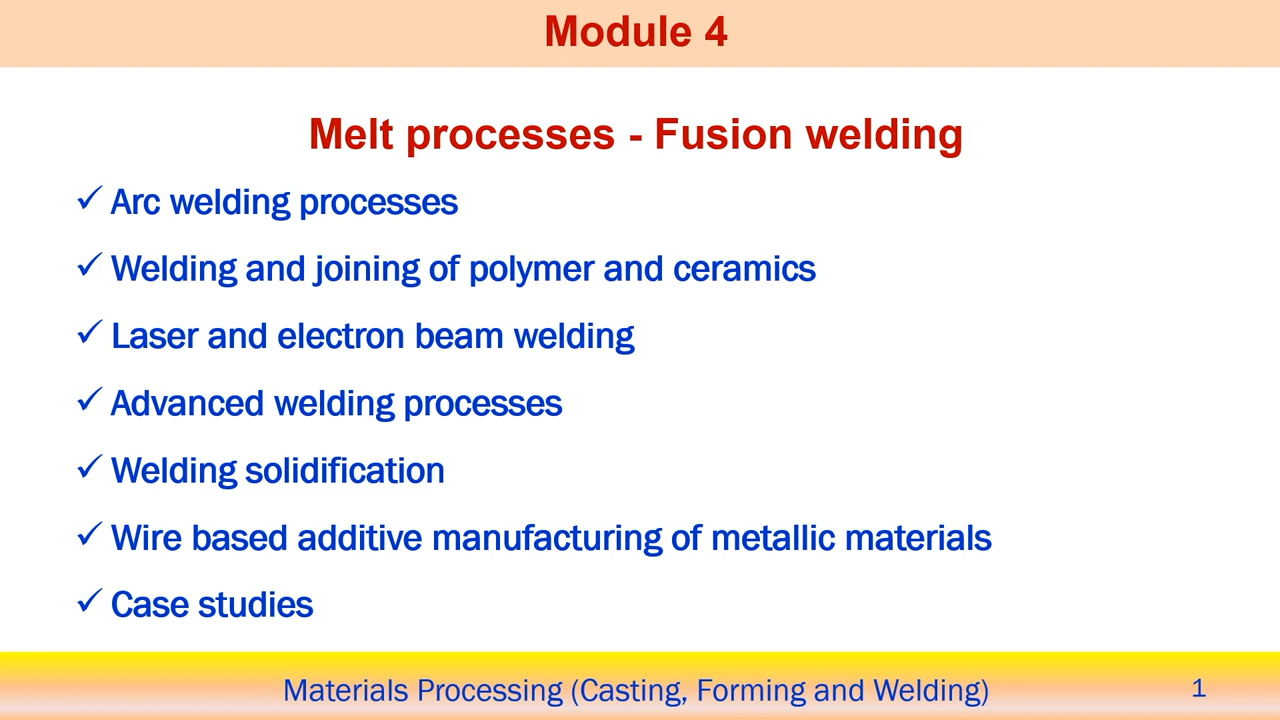 Module 4
Melt processes - Fusion welding
✓ Arc welding processes
✓ Welding and joining of polymer and ceramics
✓ Laser and electron beam welding
✓ Advanced welding processes
✓ Welding solidification
✓ Wire based additive manufacturing of metallic materials
✓ Case studies
Materials Processing (Casting, Forming and Welding) 1